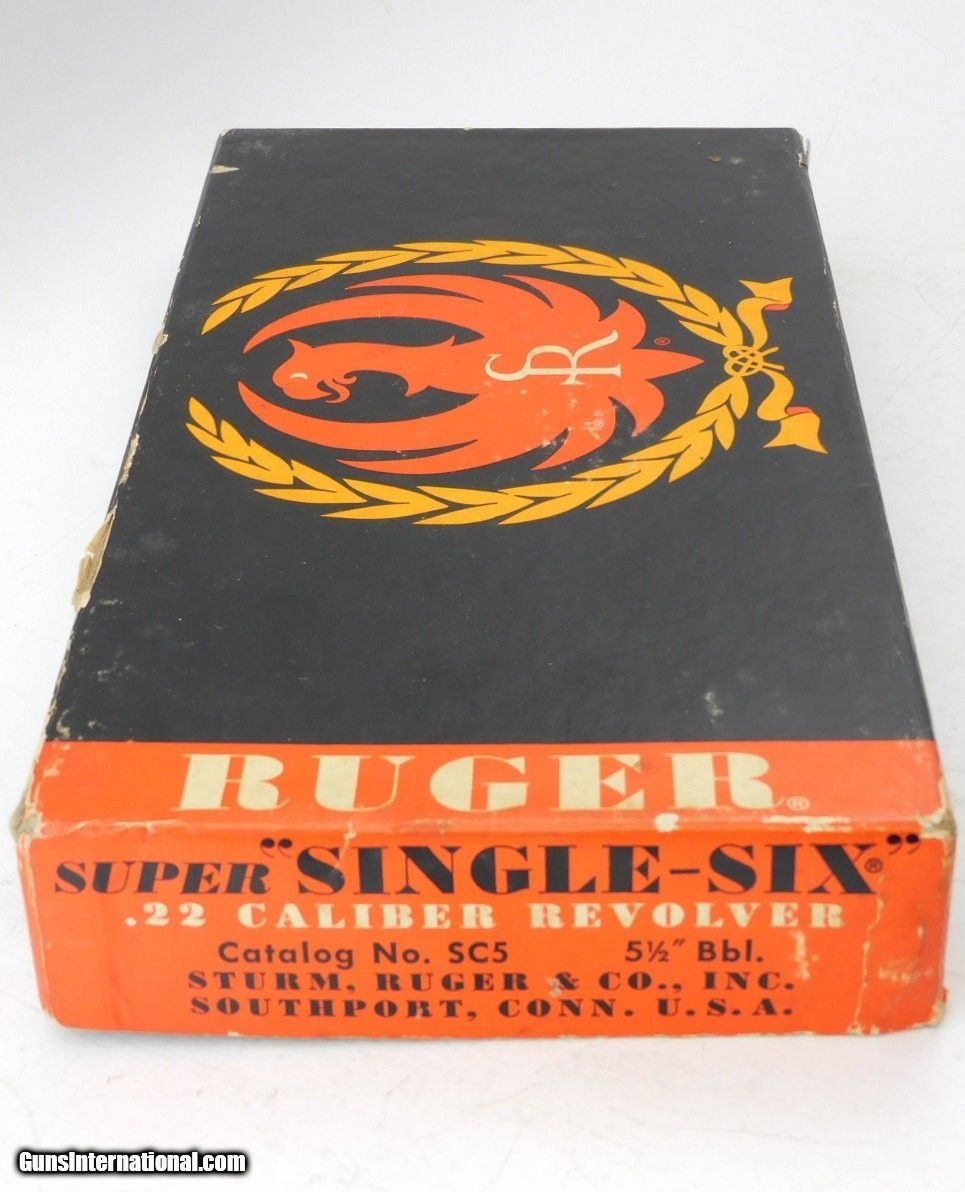 SR ®
RUGER®
SUPER "SINGLE-SIX"®
.22 CALIBER REVOLVER
Catalog No. SC5 5½" Bbl.
STURM, RUGER & CO., INC.
SOUTHPORT, CONN. U.S.A.
GunsInternational.com